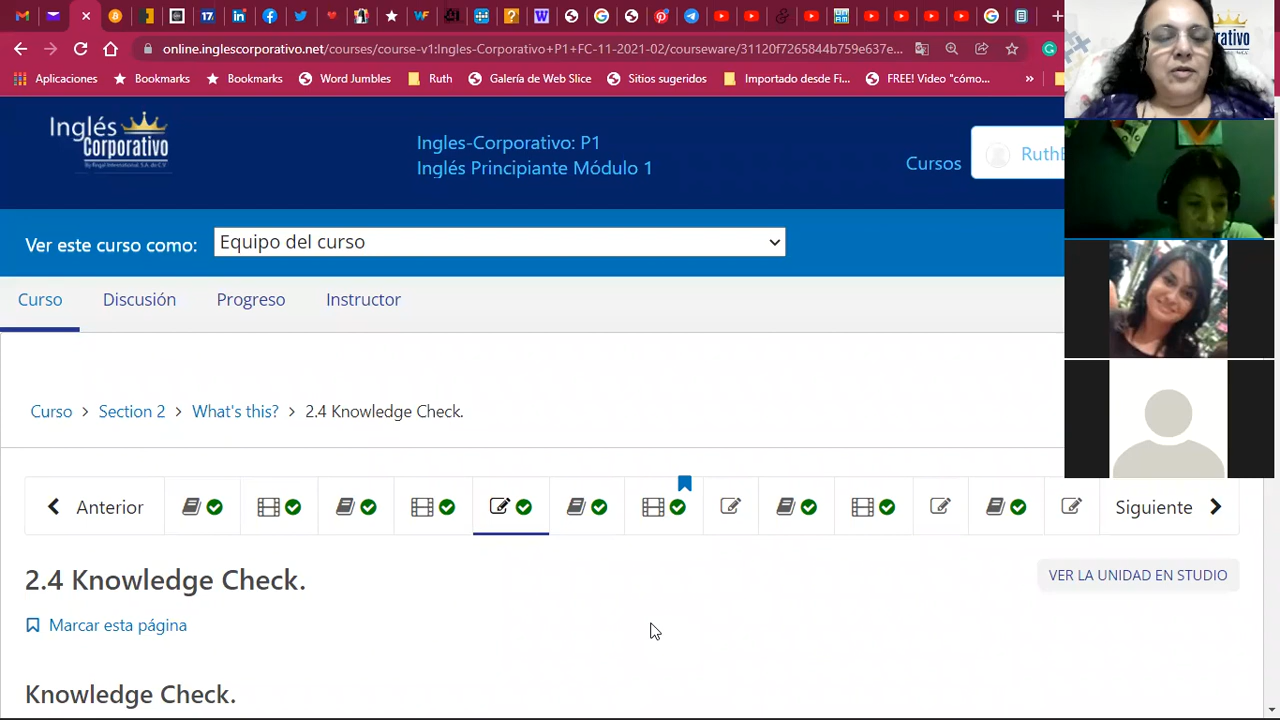 online.inglescorporativo.net/courses/course-v1:Ingles-Corporativo+P1+FC-11-2021-02/courseware/31120f7265844b759e637e...
Aplicaciones
Bookmarks
Bookmarks
Word Jumbles
Ruth
Galería de Web Slice
Sitios sugeridos
Importado desde Fi...
FREE! Video "cómo...
»
Inglés
Corporativo
By Regal International, S.A. de C.V.
Ingles-Corporativo: P1
Inglés Principiante Módulo 1
Cursos
Ver este curso como:
Equipo del curso
Curso
Discusión
Progreso
Instructor
Curso > Section 2 > What's this? > 2.4 Knowledge Check.
Anterior
Siguiente
2.4 Knowledge Check.
VER LA UNIDAD EN STUDIO
Marcar esta página
Knowledge Check.